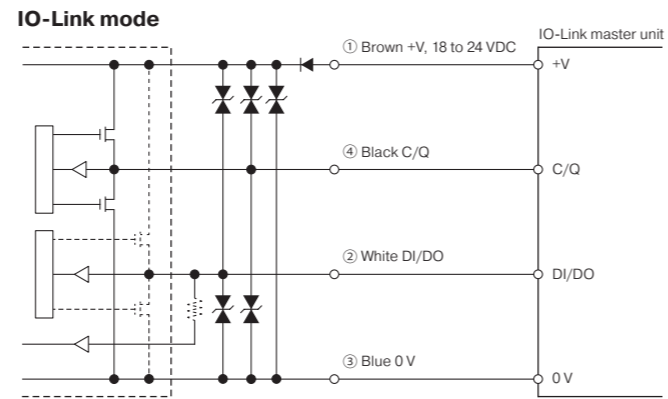 IO-Link mode
IO-Link master unit
① Brown +V, 18 to 24 VDC
+V
④ Black C/Q
C/Q
② White DI/DO
DI/DO
③ Blue 0 V
0 V